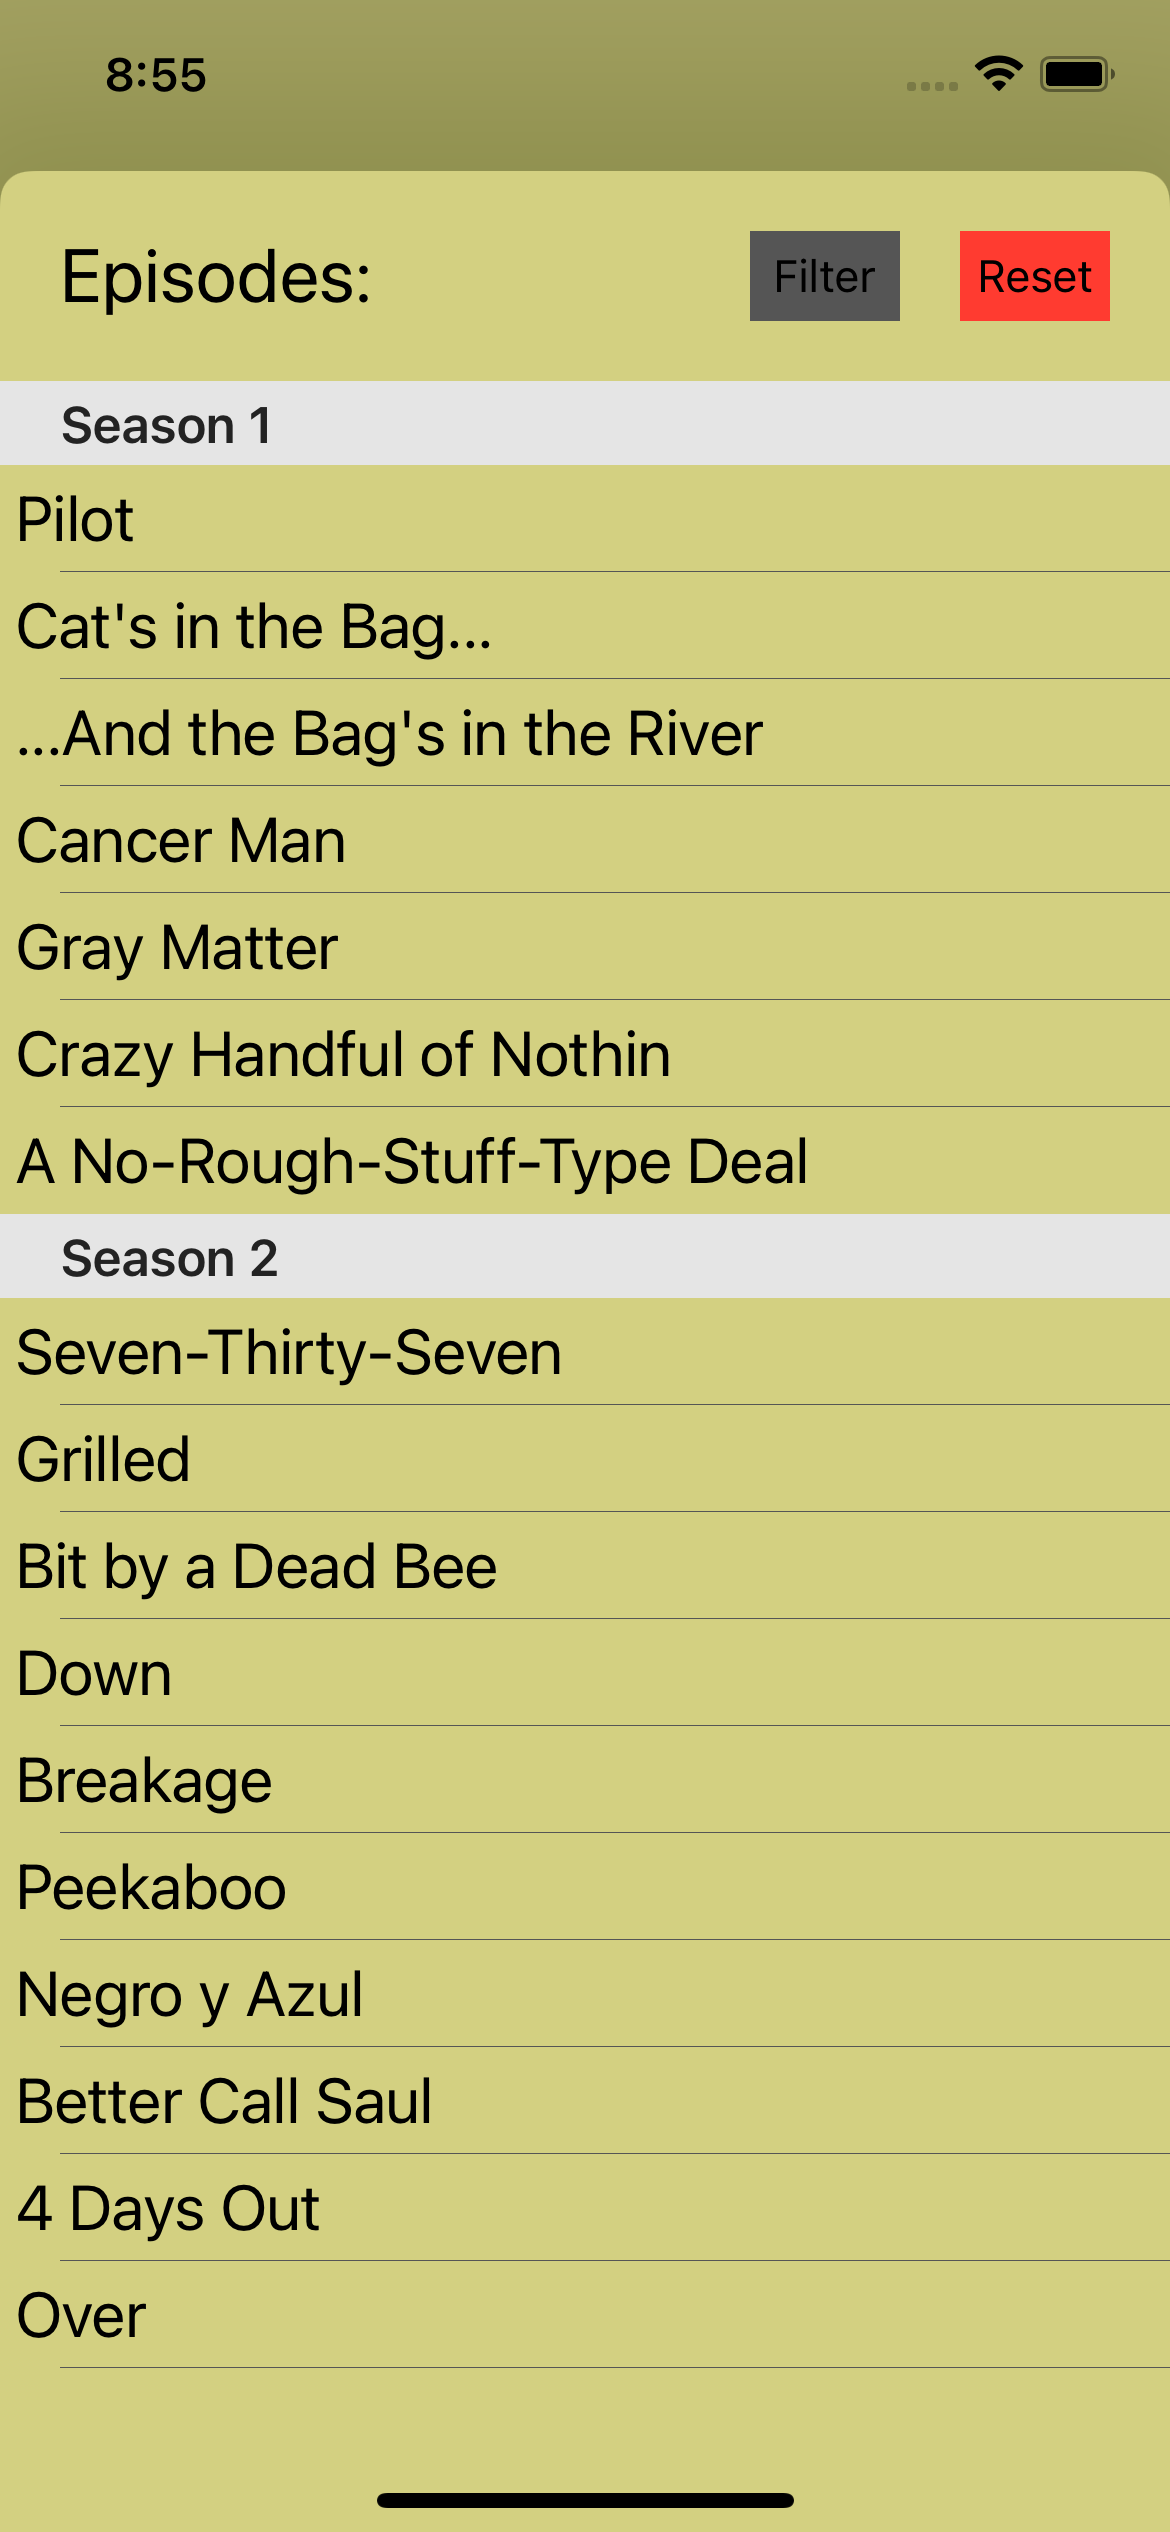 8:55
Episodes:
Filter
Reset
Season 1
Pilot
Cat's in the Bag...
...And the Bag's in the River
Cancer Man
Gray Matter
Crazy Handful of Nothin
A No-Rough-Stuff-Type Deal
Season 2
Seven-Thirty-Seven
Grilled
Bit by a Dead Bee
Down
Breakage
Peekaboo
Negro y Azul
Better Call Saul
4 Days Out
Over